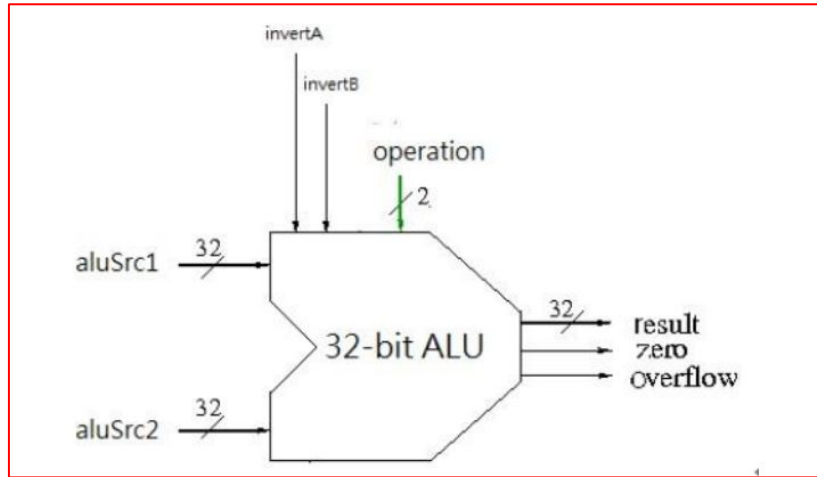 invertA
invertB
operation
2
32
aluSrc1
32
result
32-bit ALU
zero
overflow
32
aluSrc2